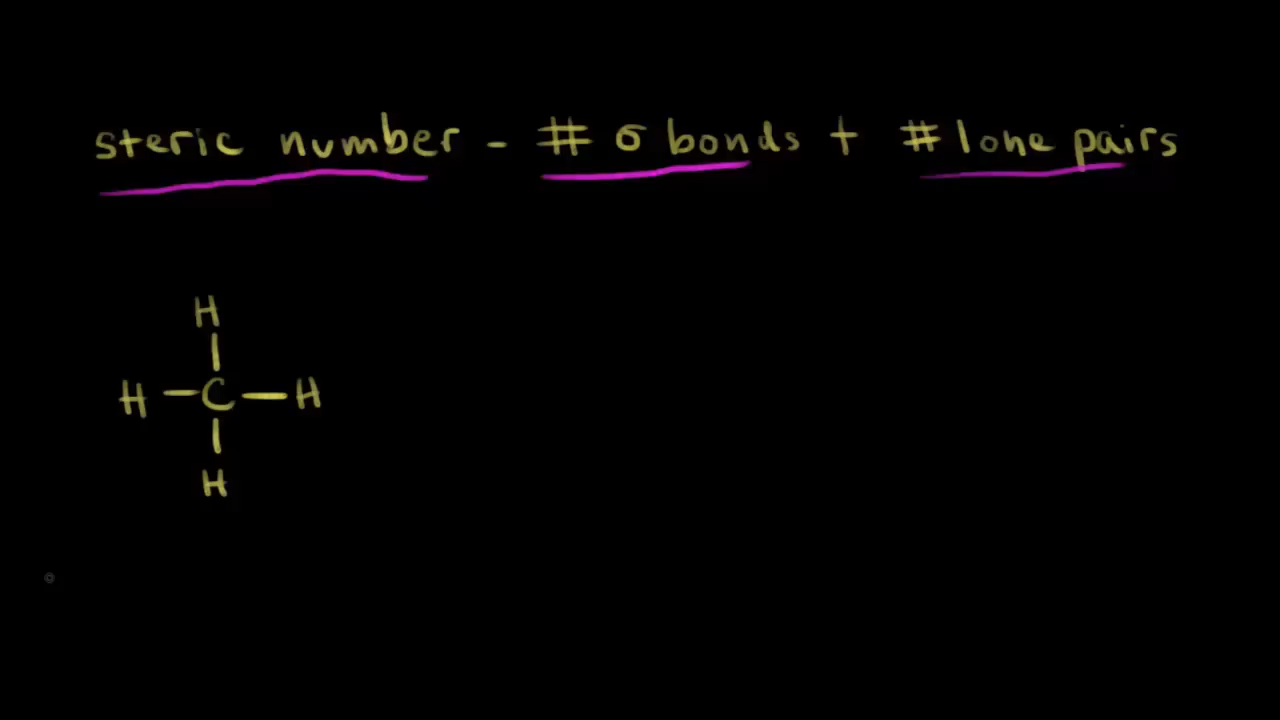 steric number - # σ bonds + # lone pairs
H
H - C - H
H